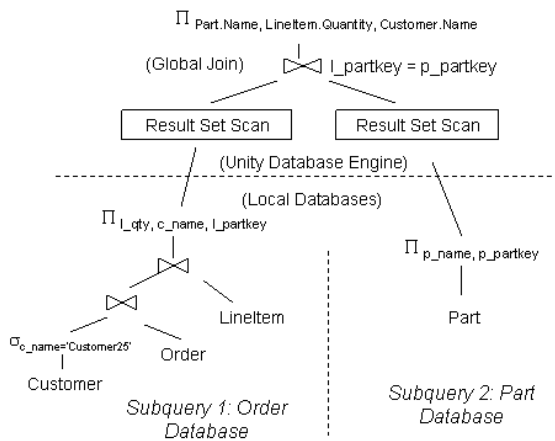 Π Part.Name, LineItem.Quantity, Customer.Name
(Global Join) l_partkey = p_partkey
Result Set Scan Result Set Scan
(Unity Database Engine)
(Local Databases)
Π l_qty, c_name, l_partkey
Π p_name, p_partkey
LineItem
Part
σc_name='Customer25'
Order
Customer
Subquery 1: Order
Database
Subquery 2: Part
Database